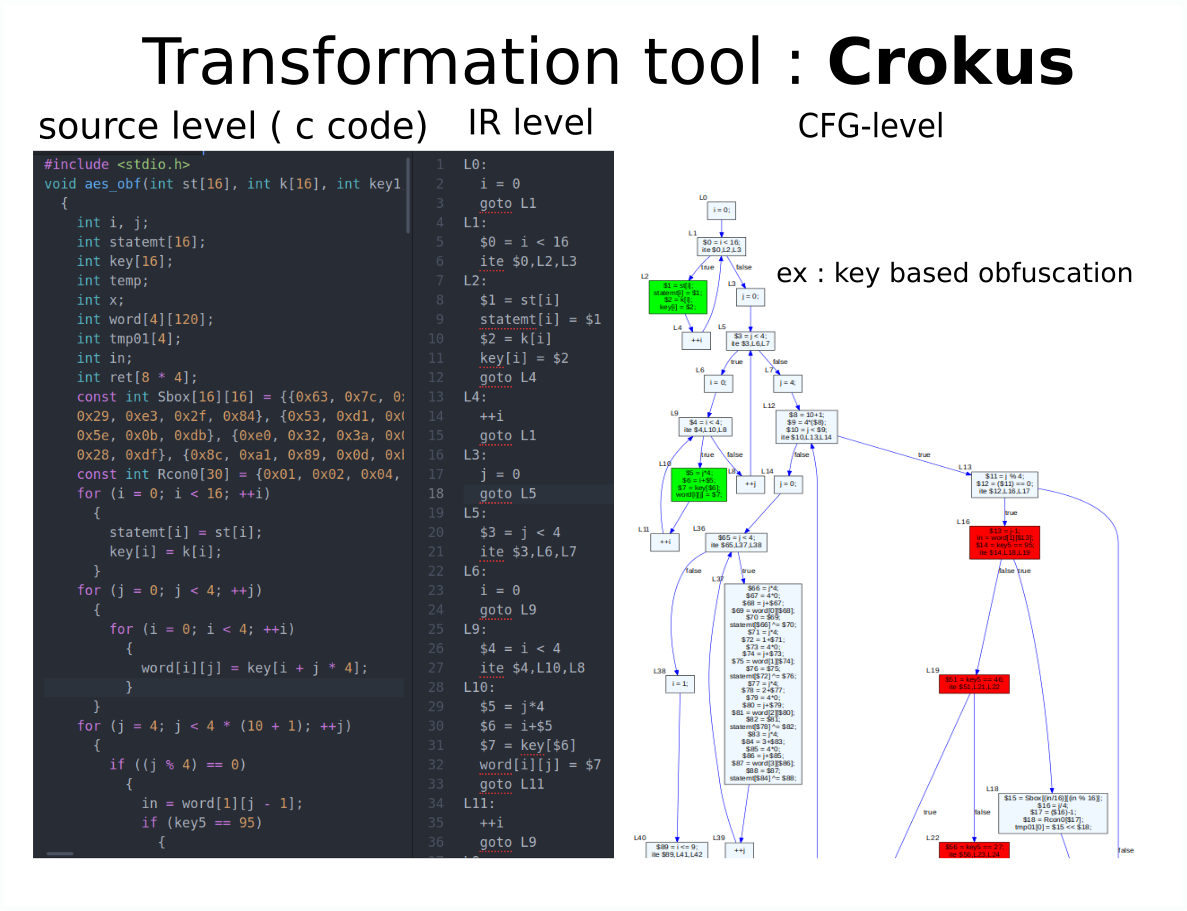 Transformation tool : Crokus
source level ( c code)
IR level
CFG-level
#include <stdio.h>
void aes_obf(int st[16], int k[16], int key1
{
int i, j;
int statemt[16];
int key[16];
int temp;
int x;
int word[4][120];
int tmp01[4];
int in;
int ret[8 * 4];
const int Sbox[16][16] = {{0x63, 0x7c, 0x
0x29, 0xe3, 0x2f, 0x84}, {0x53, 0xd1, 0x0
0x5e, 0x0b, 0xdb}, {0xe0, 0x32, 0x3a, 0x0
0x28, 0xdf}, {0x8c, 0xa1, 0x89, 0x0d, 0xb
const int Rcon0[30] = {0x01, 0x02, 0x04,
for (i = 0; i < 16; ++i)
{
statemt[i] = st[i];
key[i] = k[i];
}
for (j = 0; j < 4; ++j)
{
for (i = 0; i < 4; ++i)
{
word[i][j] = key[i + j * 4];
}
}
for (j = 4; j < 4 * (10 + 1); ++j)
{
if ((j % 4) == 0)
{
in = word[1][j - 1];
if (key5 == 95)
{
1 L0:
2 i = 0
3 goto L1
4 L1:
5 $0 = i < 16
6 ite $0,L2,L3
7 L2:
8 $1 = st[i]
9 statemt[i] = $1
10 $2 = k[i]
11 key[i] = $2
12 goto L4
13 L4:
14 ++i
15 goto L1
16 L3:
17 j = 0
18 goto L5
19 L5:
20 $3 = j < 4
21 ite $3,L6,L7
22 L6:
23 i = 0
24 goto L9
25 L9:
26 $4 = i < 4
27 ite $4,L10,L8
28 L10:
29 $5 = j*4
30 $6 = i+$5
31 $7 = key[$6]
32 word[i][j] = $7
33 goto L11
34 L11:
35 ++i
36 goto L9
ex : key based obfuscation
L0
i = 0;
L1
$0 = i < 16;
ite $0,L2,L3
true
false
L2
$1 = st[i];
statemt[i] = $1;
$2 = k[i];
key[i] = $2;
L3
j = 0;
L4
++i
L5
$3 = j < 4;
ite $3,L6,L7
true
false
L6
i = 0;
L7
j = 4;
L9
$4 = i < 4;
ite $4,L10,L8
L12
$8 = 10+1;
$9 = 4*($8);
$10 = j < $9;
ite $10,L13,L14
true
false
true
false
L10
$5 = j*4;
$6 = i+$5;
$7 = key[$6];
word[i][j] = $7;
L8
++j
L14
j = 0;
L13
$11 = j % 4;
$12 = ($11) == 0;
ite $12,L16,L17
true
L11
++i
L36
$65 = j < 4;
ite $65,L37,L38
L16
$13 = j-1;
in = word[1][$13];
$14 = key5 == 95;
ite $14,L18,L19
false
true
false true
L37
$66 = j*4;
$67 = 4*0;
$68 = j+$67;
$69 = word[0][$68];
$70 = $69;
statemt[$66] ^= $70;
$71 = j*4;
$72 = 1+$71;
$73 = 4*0;
$74 = j+$73;
$75 = word[1][$74];
$76 = $75;
statemt[$72] ^= $76;
$77 = j*4;
$78 = 2+$77;
$79 = 4*0;
$80 = j+$79;
$81 = word[2][$80];
$82 = $81;
statemt[$78] ^= $82;
$83 = j*4;
$84 = 3+$83;
$85 = 4*0;
$86 = j+$85;
$87 = word[3][$86];
$88 = $87;
statemt[$84] ^= $88;
L38
i = 1;
L19
L18
$15 = Sbox[(in/16)][(in % 16)];
$16 = j/4;
$17 = ($16)-1;
$18 = Rcon0[$17];
tmp01[0] = $15 << $18;
true
false
L40
$89 = i <= 9;
ite $89,L41,L42
L39
++j
L22
false